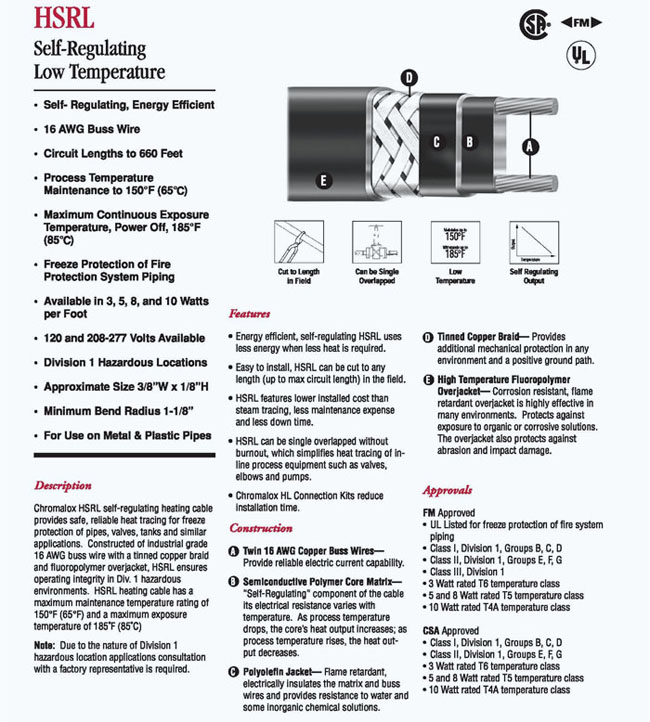 HSRL
Self-Regulating
Low Temperature
• Self- Regulating, Energy Efficient
• 16 AWG Buss Wire
• Circuit Lengths to 660 Feet
• Process Temperature
Maintenance to 150°F (65°C)
• Maximum Continuous Exposure
Temperature, Power Off, 185°F
(85°C)
• Freeze Protection of Fire
Protection System Piping
• Available in 3, 5, 8, and 10 Watts
per Foot
• 120 and 208-277 Volts Available
• Division 1 Hazardous Locations
• Approximate Size 3/8"W x 1/8"H
• Minimum Bend Radius 1-1/8"
• For Use on Metal & Plastic Pipes
Description
Chromalox HSRL self-regulating heating cable
provides safe, reliable heat tracing for freeze
protection of pipes, valves, tanks and similar
applications. Constructed of industrial grade
16 AWG buss wire with a tinned copper braid
and fluoropolymer overjacket, HSRL ensures
operating integrity in Div. 1 hazardous
environments. HSRL heating cable has a
maximum maintenance temperature rating of
150°F (65°F) and a maximum exposure
temperature of 185°F (85°C)
Note: Due to the nature of Division 1
hazardous location applications consultation
with a factory representative is required.
SA
FM
UL
D
E
C
B
A
150°F
185°F
Output
Temperature
Cut to Length
in Field
Can be Single
Overlapped
Low
Temperature
Self Regulating
Output
Features
• Energy efficient, self-regulating HSRL uses
less energy when less heat is required.
• Easy to install, HSRL can be cut to any
length (up to max circuit length) in the field.
• HSRL features lower installed cost than
steam tracing, less maintenance expense
and less down time.
• HSRL can be single overlapped without
burnout, which simplifies heat tracing of in-
line process equipment such as valves,
elbows and pumps.
• Chromalox HL Connection Kits reduce
installation time.
Construction
A Twin 16 AWG Copper Buss Wires—
Provide reliable electric current capability.
B Semiconductive Polymer Core Matrix—
"Self-Regulating" component of the cable
its electrical resistance varies with
temperature. As process temperature
drops, the core's heat output increases; as
process temperature rises, the heat out-
put decreases.
C Polyolefin Jacket— Flame retardant,
electrically insulates the matrix and buss
wires and provides resistance to water and
some inorganic chemical solutions.
D Tinned Copper Braid— Provides
additional mechanical protection in any
environment and a positive ground path.
E High Temperature Fluoropolymer
Overjacket— Corrosion resistant, flame
retardant overjacket is highly effective in
many environments. Protects against
exposure to organic or corrosive solutions.
The overjacket also protects against
abrasion and impact damage.
Approvals
FM Approved
• UL Listed for freeze protection of fire system
piping
• Class I, Division 1, Groups B, C, D
• Class II, Division 1, Groups E, F, G
• Class III, Division 1
• 3 Watt rated T6 temperature class
• 5 and 8 Watt rated T5 temperature class
• 10 Watt rated T4A temperature class
CSA Approved
• Class I, Division 1, Groups B, C, D
• Class II, Division 1, Groups E, F, G
• 3 Watt rated T6 temperature class
• 5 and 8 Watt rated T5 temperature class
• 10 Watt rated T4A temperature class